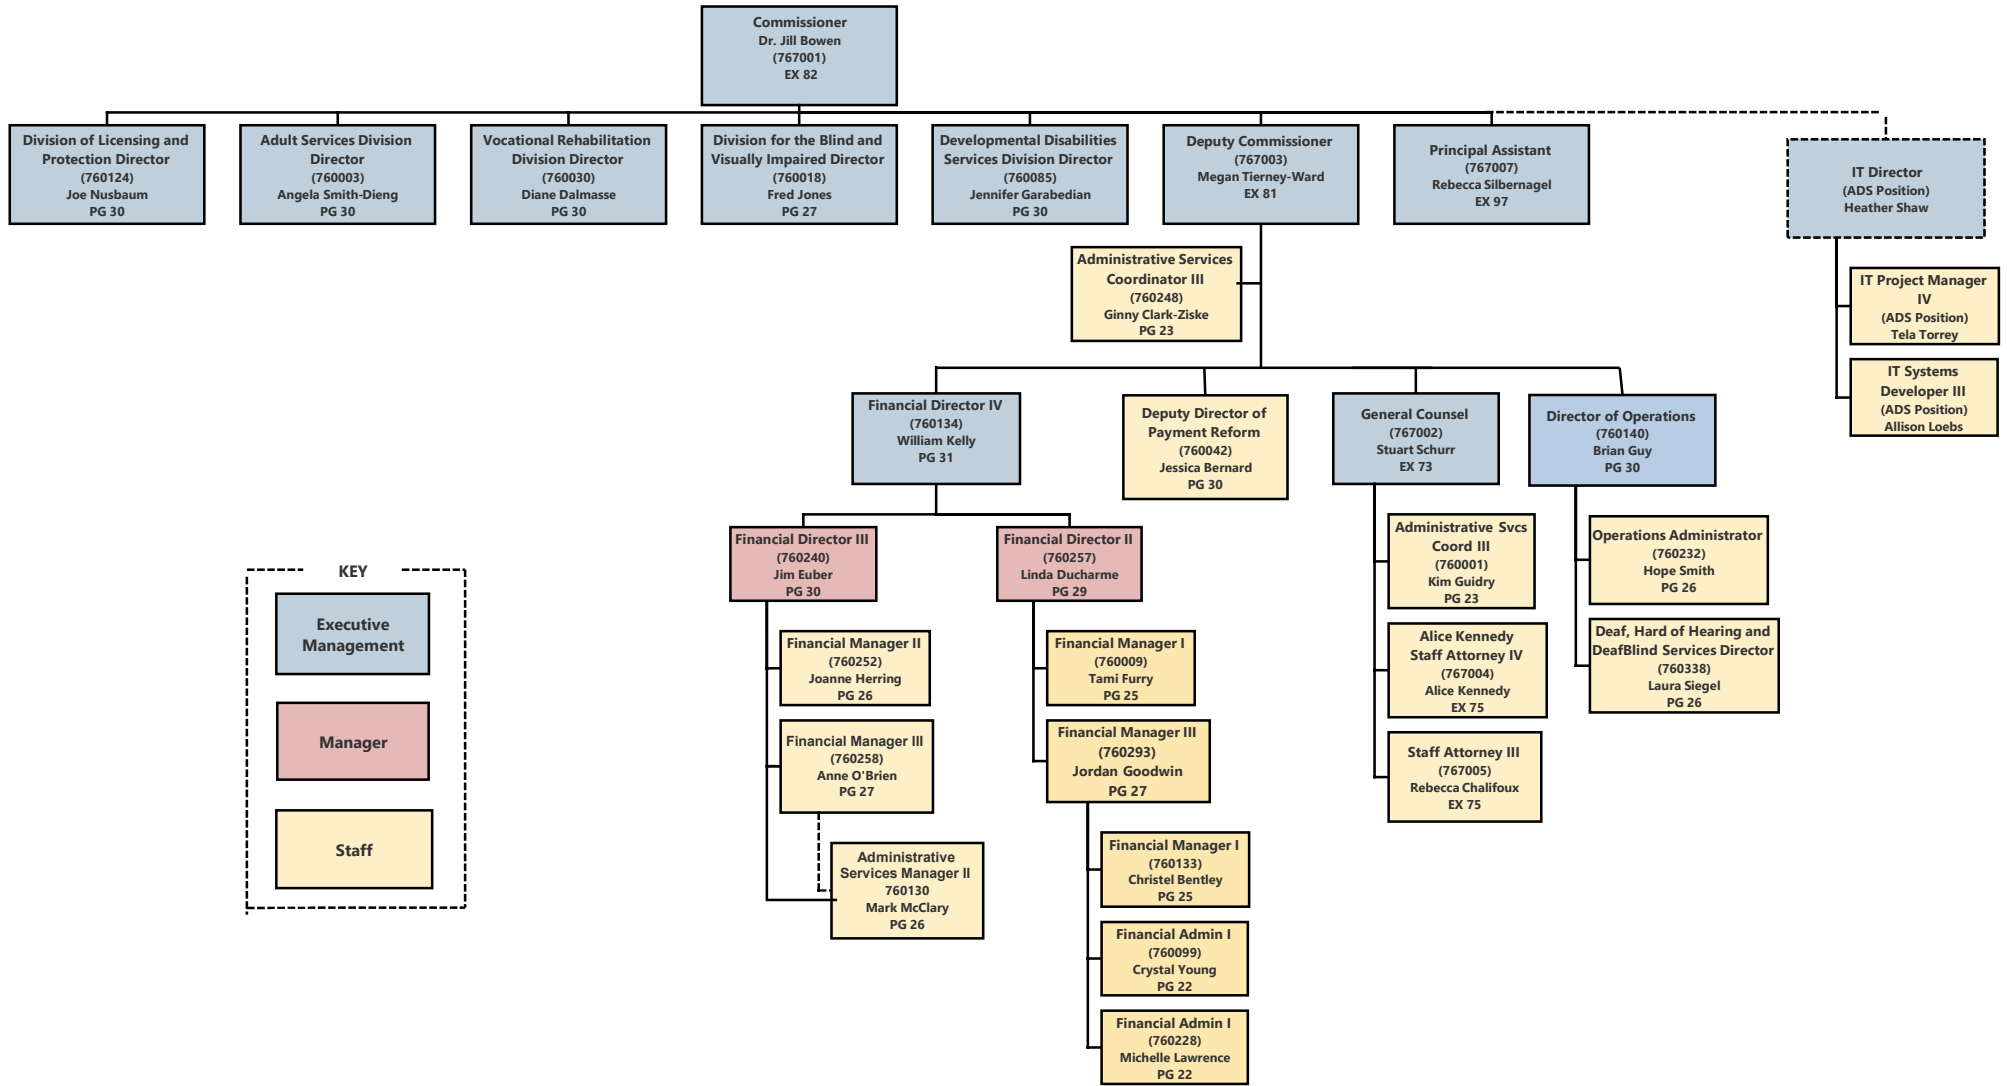 Commissioner
Dr. Jill Bowen
(767001)
EX 82
Division of Licensing and
Protection Director
(760124)
Joe Nusbaum
PG 30
Adult Services Division
Director
(760003)
Angela Smith-Dieng
PG 30
Vocational Rehabilitation
Division Director
(760030)
Diane Dalmasse
PG 30
Division for the Blind and
Visually Impaired Director
(760018)
Fred Jones
PG 27
Developmental Disabilities
Services Division Director
(760085)
Jennifer Garabedian
PG 30
Deputy Commissioner
(767003)
Megan Tierney-Ward
EX 81
Principal Assistant
(767007)
Rebecca Silbernagel
EX 97
IT Director
(ADS Position)
Heather Shaw
Administrative Services
Coordinator III
(760248)
Ginny Clark-Ziske
PG 23
IT Project Manager
IV
(ADS Position)
Tela Torrey
IT Systems
Developer III
(ADS Position)
Allison Loebs
Financial Director IV
(760134)
William Kelly
PG 31
Deputy Director of
Payment Reform
(760042)
Jessica Bernard
PG 30
General Counsel
(767002)
Stuart Schurr
EX 73
Director of Operations
(760140)
Brian Guy
PG 30
Financial Director III
(760240)
Jim Euber
PG 30
Financial Director II
(760257)
Linda Ducharme
PG 29
Administrative Svcs
Coord III
(760001)
Kim Guidry
PG 23
Operations Administrator
(760232)
Hope Smith
PG 26
KEY
Executive
Management
Manager
Staff
Financial Manager II
(760252)
Joanne Herring
PG 26
Financial Manager I
(760009)
Tami Furry
PG 25
Alice Kennedy
Staff Attorney IV
(767004)
Alice Kennedy
EX 75
Deaf, Hard of Hearing and
DeafBlind Services Director
(760338)
Laura Siegel
PG 26
Financial Manager III
(760258)
Anne O'Brien
PG 27
Financial Manager III
(760293)
Jordan Goodwin
PG 27
Staff Attorney III
(767005)
Rebecca Chalifoux
EX 75
Administrative
Services Manager II
760130
Mark McClary
PG 26
Financial Manager I
(760133)
Christel Bentley
PG 25
Financial Admin I
(760099)
Crystal Young
PG 22
Financial Admin I
(760228)
Michelle Lawrence
PG 22